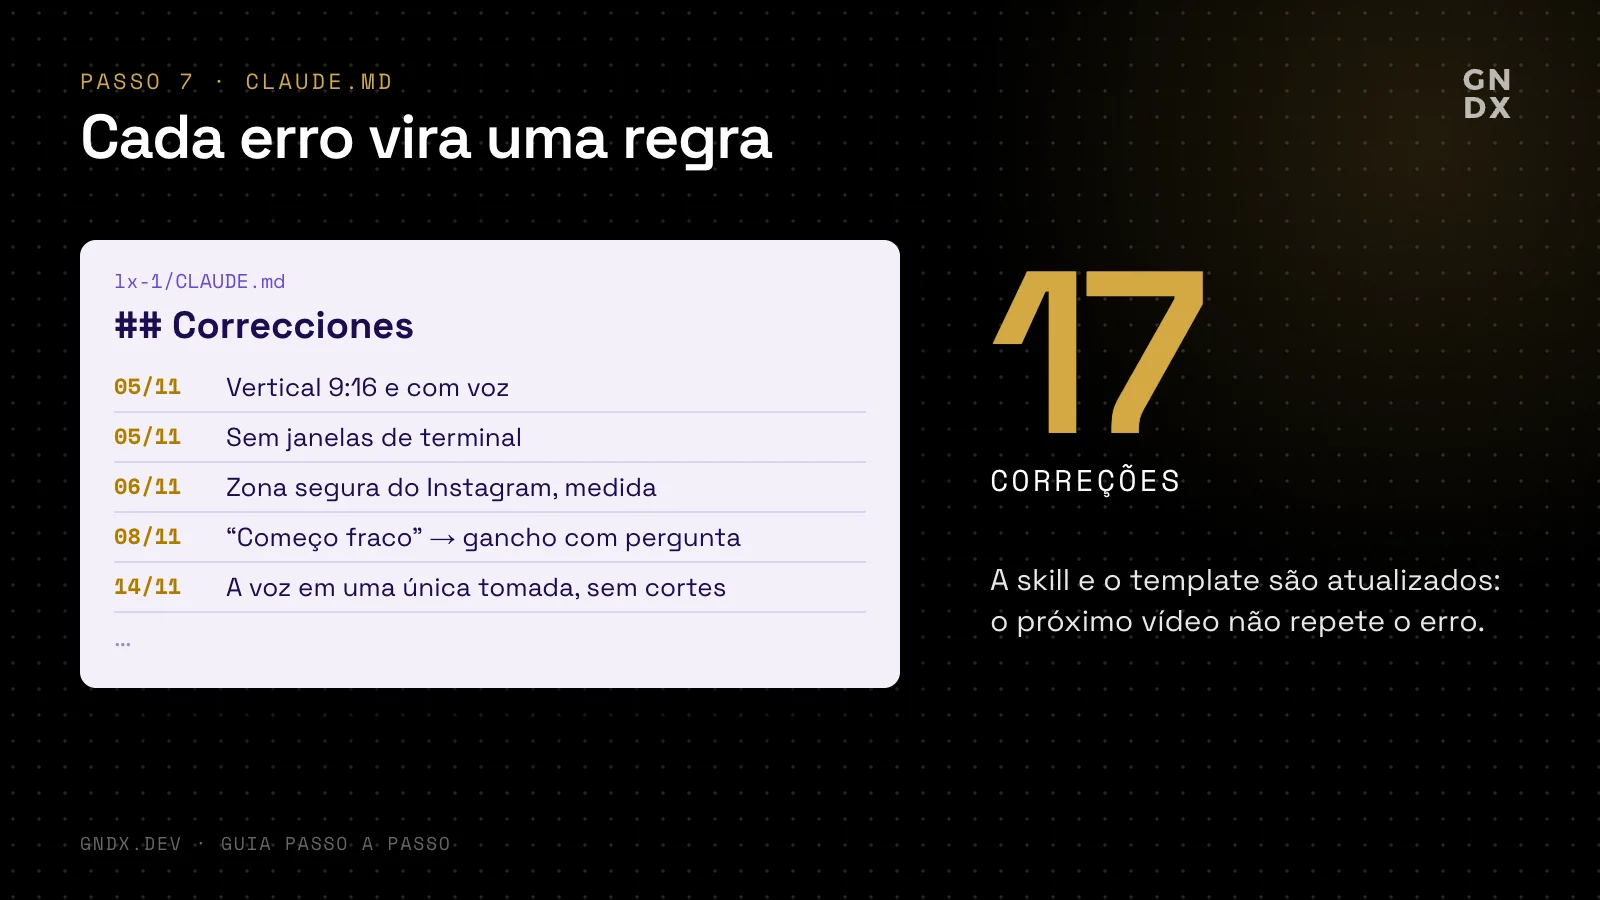 PASSO 7 · CLAUDE.MD
Cada erro vira uma regra
GN
DX
lx-1/CLAUDE.md
## Correcciones
05/11 Vertical 9:16 e com voz
05/11 Sem janelas de terminal
06/11 Zona segura do Instagram, medida
08/11 “Começo fraco” → gancho com pergunta
14/11 A voz em uma única tomada, sem cortes
...
17
CORREÇÕES
A skill e o template são atualizados:
o próximo vídeo não repete o erro.
GNDX.DEV · GUIA PASSO A PASSO